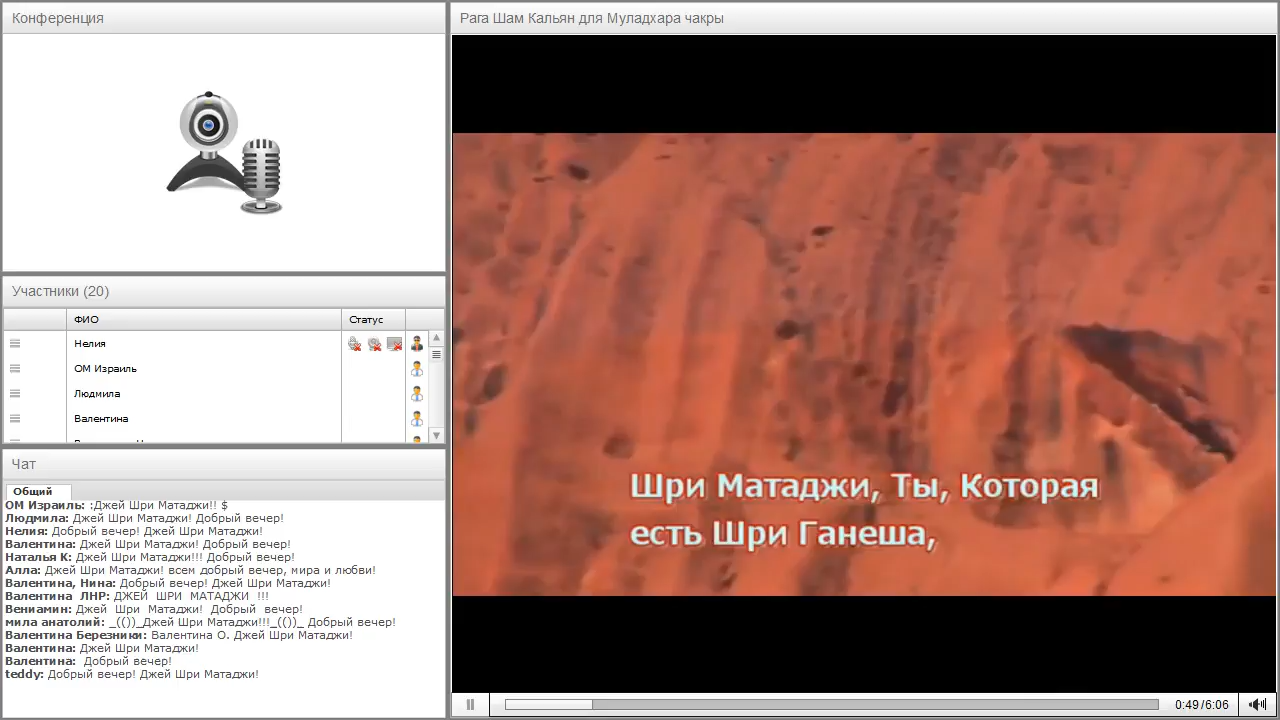 Конференция
Рага Шам Кальян для Муладхара чакры
Участники (20)
ФИО
Статус
Нелия
ОМ Израиль
Людмила
Валентина
Чат
Общий
ОМ Израиль: :Джей Шри Матаджи!! $
Людмила: Джей Шри Матаджи! Добрый вечер!
Нелия: Добрый вечер! Джей Шри Матаджи!
Валентина: Джей Шри Матаджи! Добрый вечер!
Наталья К: Джей Шри Матаджи!!! Добрый вечер!
Алла: Джей Шри Матаджи! всем добрый вечер, мира и любви!
Валентина, Нина: Добрый вечер! Джей Шри Матаджи!
Валентина ЛНР: ДЖЕЙ ШРИ МАТАДЖИ !!!
Вениамин: Джей Шри Матаджи! Добрый вечер!
мила анатолий: _(())_Джей Шри Матаджи!!!_(())_ Добрый вечер!
Валентина Березники: Валентина О. Джей Шри Матаджи!
Валентина: Джей Шри Матаджи!
Валентина: Добрый вечер!
teddy: Добрый вечер! Джей Шри Матаджи!
Шри Матаджи, Ты, Которая
есть Шри Ганеша,
0:49/6:06